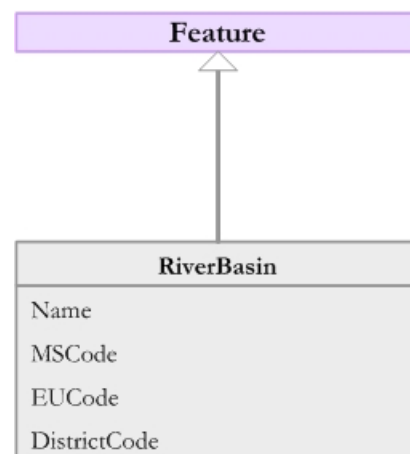 Feature
RiverBasin
Name
MSCode
EUCode
DistrictCode